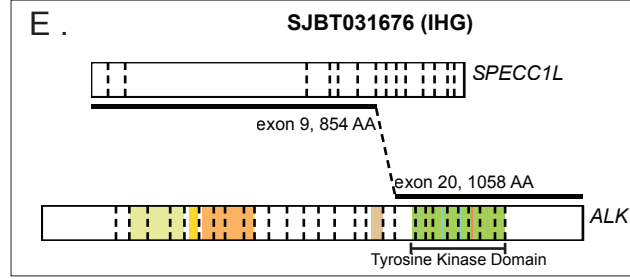 E .
SJBT031676 (IHG)
SPECC1L
exon 9, 854 AA
exon 20, 1058 AA
ALK
Tyrosine Kinase Domain